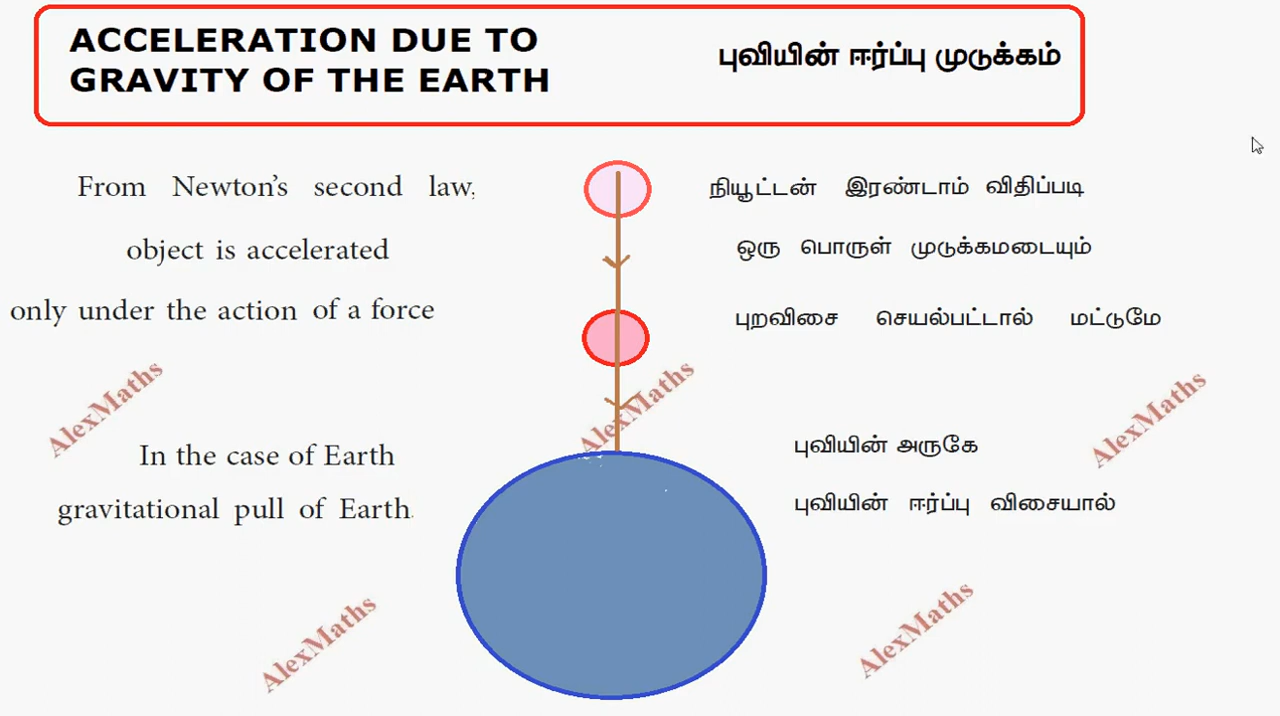 ACCELERATION DUE TO
GRAVITY OF THE EARTH
புவியின் ஈர்ப்பு முடுக்கம்
From Newton's second law,
object is accelerated
only under the action of a force
நியூட்டன் இரண்டாம் விதிப்படி
ஒரு பொருள் முடுக்கமடையும்
புறவிசை செயல்பட்டால் மட்டுமே
AlexMaths
AlexMaths
AlexMaths
In the case of Earth
gravitational pull of Earth.
புவியின் அருகே
புவியின் ஈர்ப்பு விசையால்
AlexMaths
AlexMaths